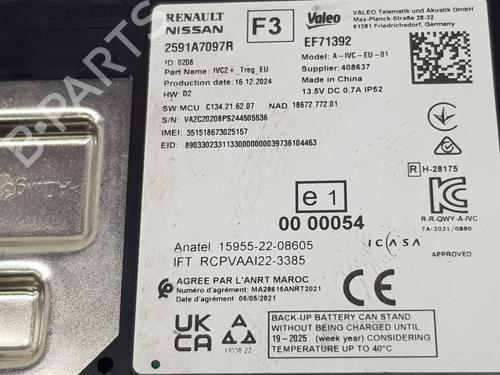 RENAULT
NISSAN
F3
Valeo
VALEO Telematik und Akustik GmbH
Max-Planck-Straße 28-32
61381 Friedrichsdorf, Germany
2591A7097R
EF71392
ID: 0208
Part Name: IVC2+_Treg_EU
Production date 16/12.2024
HW: D2
Model: A-IVC-EU-01
Supplier: 408637
Made in China
13.5V DC 0.7A IP52
SW:MCU C134.21.62.07 NAD 18672.772.01
S/N: VA2C20208PS244505536
IMEI: 351518673025157
EID: 89033023311330000000039736104463
R H-28175
e1
00 00054
R-R-QWY-A-IVC
TA-2021/0890
ICASA
APPROVED
Anatel: 15955-22-08605
IFT: RCPVAAI22-3385
AGREE PAR L'ANRT MAROC
Numéro d'agrément: MA28615ANRT2021
Date d'agrément: 05/05/2021
UK
CA
BACK-UP BATTERY CAN STAND
WITHOUT BEING CHARGED UNTIL
19-2025 (week year) CONSIDERING
TEMPERATURE UP TO 40°C
B-PARTS